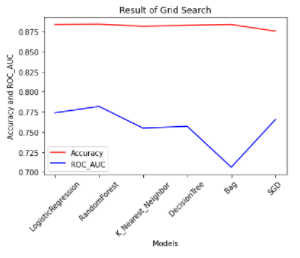 Result of Grid Search
0.875
0.850
0.825
0.800
0.775
0.750
0.725
0.700
Accuracy and ROC_AUC
Accuracy
ROC_AUC
LogisticRegression
RandomForest
K_Nearest_Neighbor
DecisionTree
Bag
SGD
Models